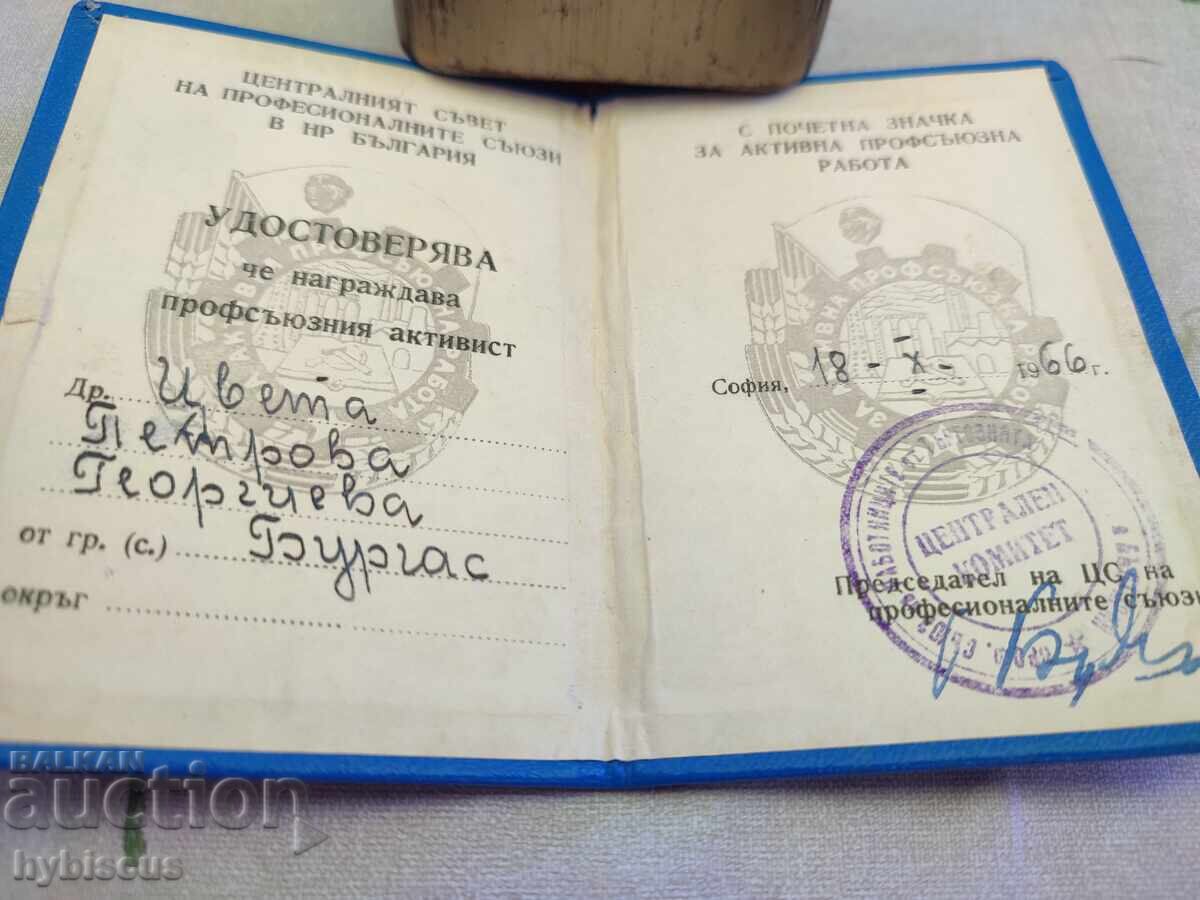 ЦЕНТРАЛНИЯТ СЪВЕТ
НА ПРОФЕСИОНАЛНИТЕ СЪЮЗИ
В НР БЪЛГАРИЯ
УДОСТОВЕРЯВА
че награждава
профсъюзния активист
Др. Цвета
Петрова
Георгиева
от гр. (с.) Бургас
окръг
С ПОЧЕТНА ЗНАЧКА
ЗА АКТИВНА ПРОФСЪЮЗНА
РАБОТА
София, 18 - X - 1966 г.
ЦЕНТРАЛЕН
КОМИТЕТ
Председател на ЦС на
професионалните съюзи
BALKAN
auction
hybiscus